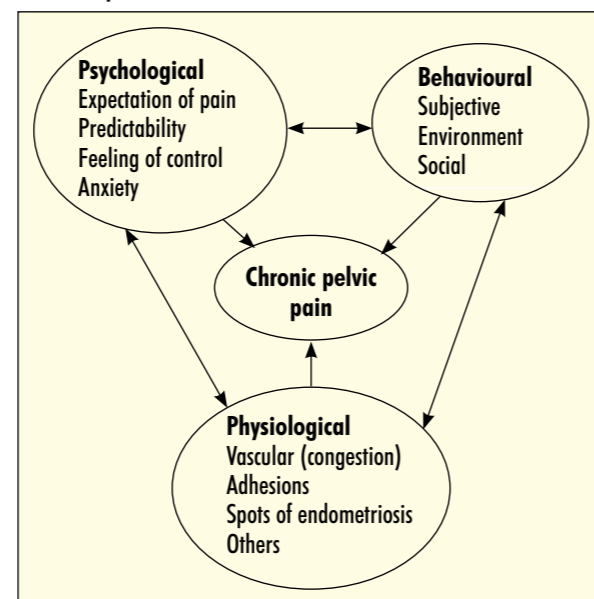 Psychological
Expectation of pain
Predictability
Feeling of control
Anxiety
Behavioural
Subjective
Environment
Social
Chronic pelvic
pain
Physiological
Vascular (congestion)
Adhesions
Spots of endometriosis
Others